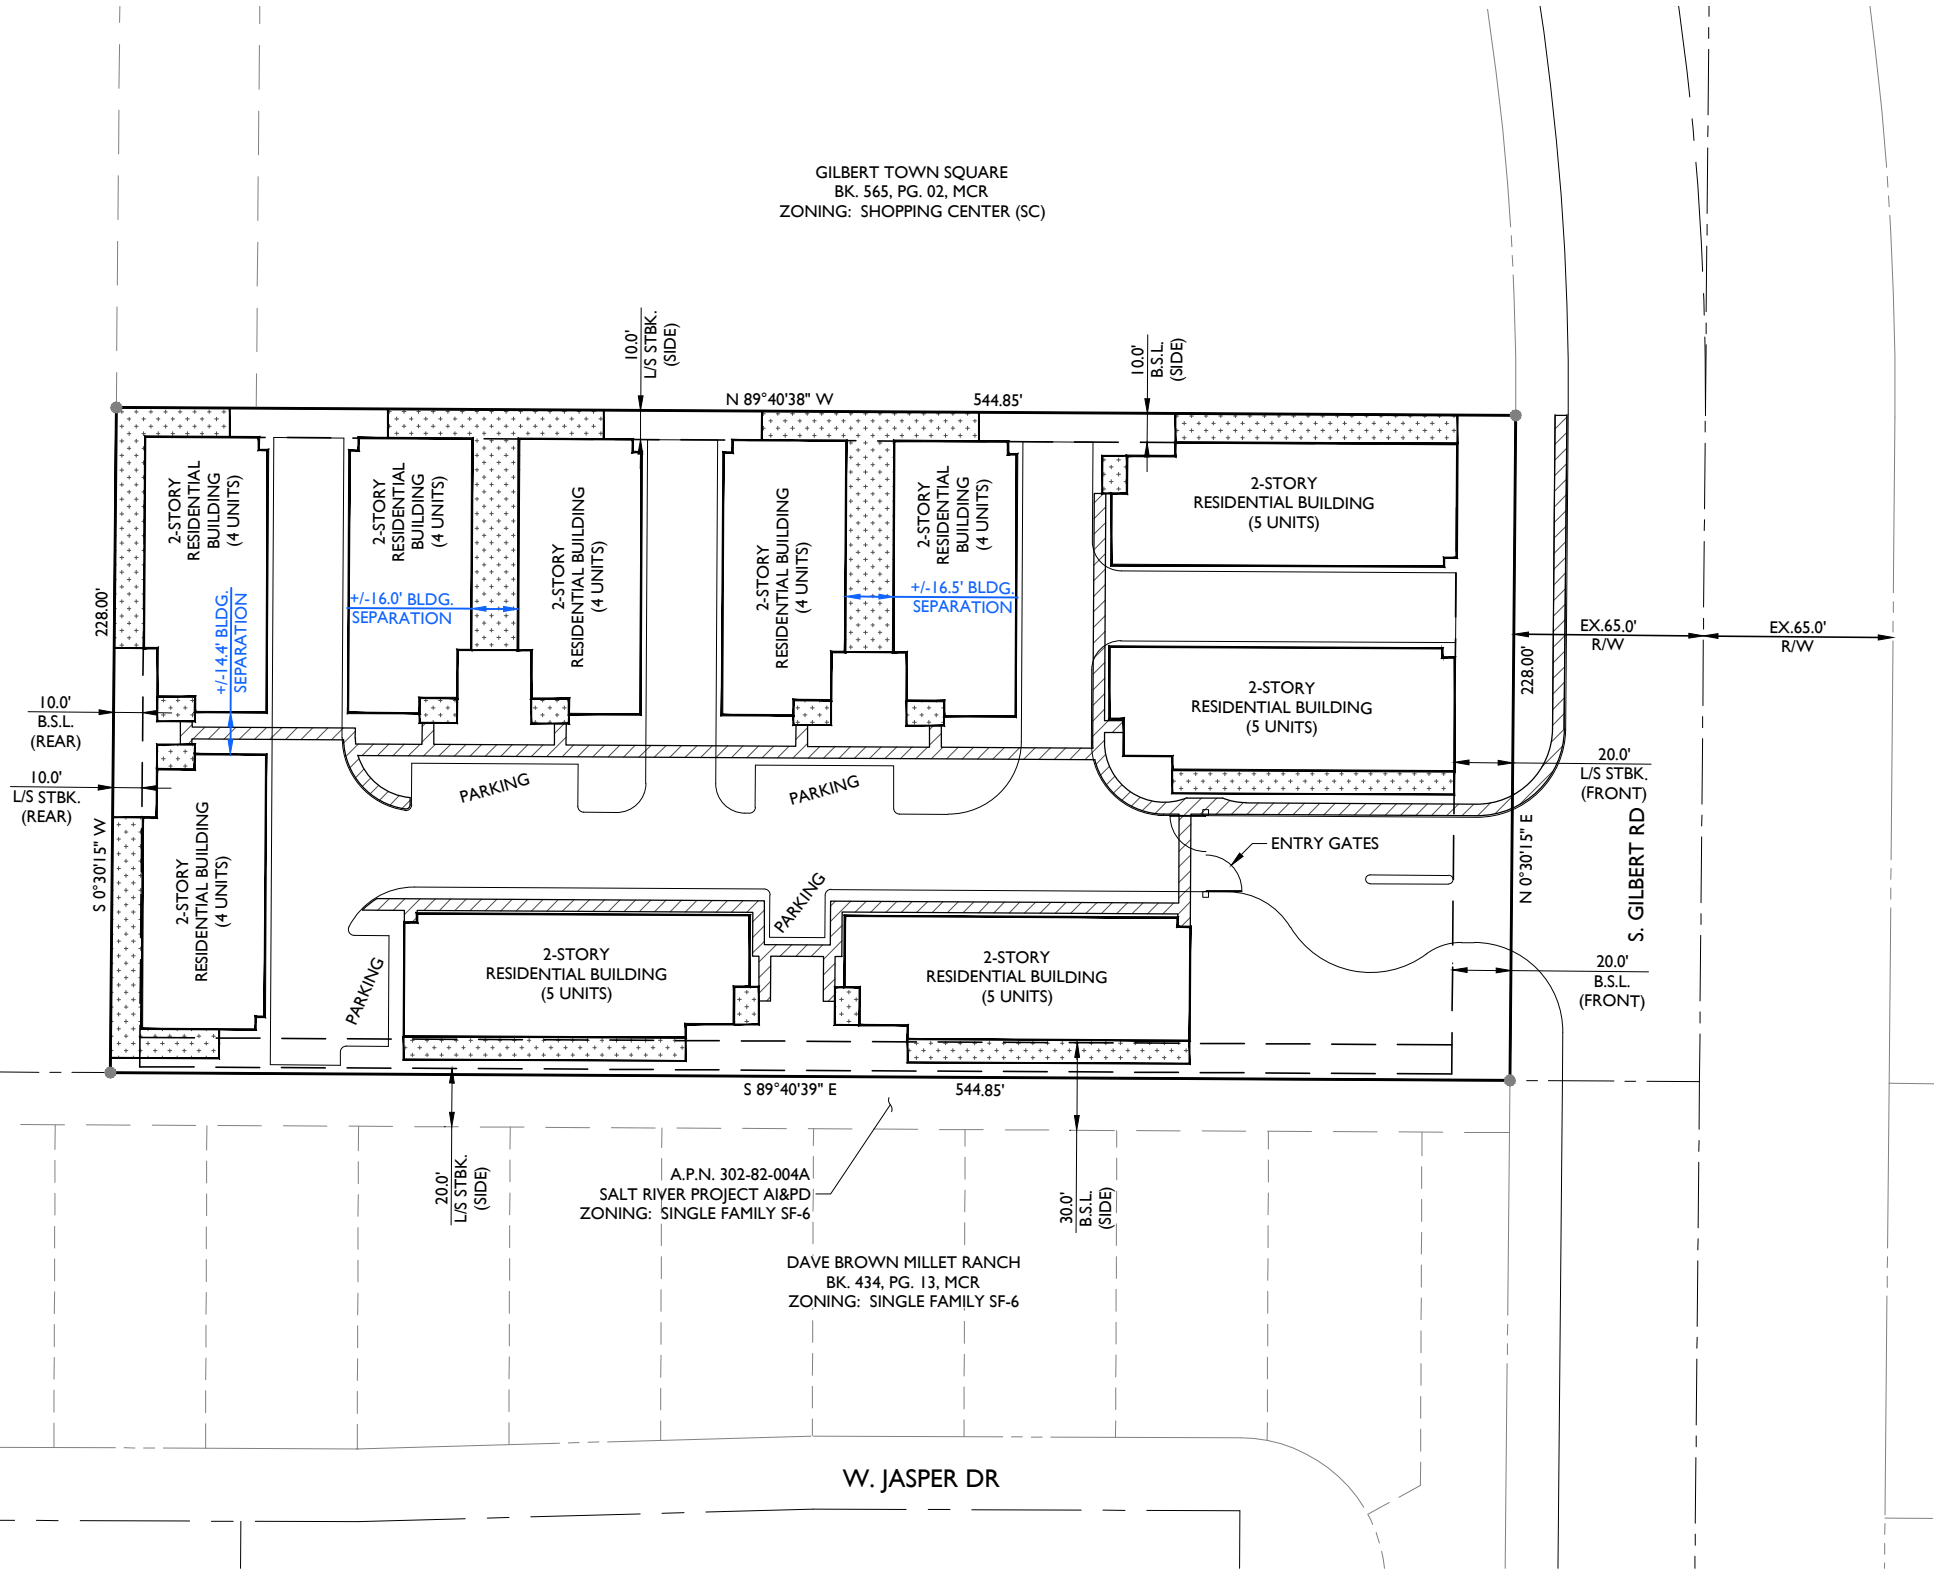 GILBERT TOWN SQUARE
BK. 565, PG. 02, MCR
ZONING: SHOPPING CENTER (SC)
10.0'
L/S STBK.
(SIDE)
10.0'
B.S.L.
(SIDE)
N 89°40'38" W
544.85'
2-STORY
RESIDENTIAL
BUILDING
(4 UNITS)
2-STORY
RESIDENTIAL
BUILDING
(4 UNITS)
2-STORY
RESIDENTIAL BUILDING
(4 UNITS)
2-STORY
RESIDENTIAL BUILDING
(4 UNITS)
2-STORY
RESIDENTIAL
BUILDING
(4 UNITS)
2-STORY
RESIDENTIAL BUILDING
(5 UNITS)
228.00'
+/-14.4' BLDG.
SEPARATION
+/-16.0' BLDG.
SEPARATION
+/-16.5' BLDG.
SEPARATION
EX.65.0'
R/W
EX.65.0'
R/W
228.00'
2-STORY
RESIDENTIAL BUILDING
(5 UNITS)
10.0'
B.S.L.
(REAR)
10.0'
L/S STBK.
(REAR)
20.0'
L/S STBK.
(FRONT)
PARKING
PARKING
S 0°30'15" W
2-STORY
RESIDENTIAL BUILDING
(4 UNITS)
ENTRY GATES
N 0°30'15" E
S. GILBERT RD
PARKING
PARKING
2-STORY
RESIDENTIAL BUILDING
(5 UNITS)
2-STORY
RESIDENTIAL BUILDING
(5 UNITS)
20.0'
B.S.L.
(FRONT)
S 89°40'39" E
544.85'
20.0'
L/S STBK.
(SIDE)
30.0'
B.S.L.
(SIDE)
A.P.N. 302-82-004A
SALT RIVER PROJECT AI&PD
ZONING: SINGLE FAMILY SF-6
DAVE BROWN MILLET RANCH
BK. 434, PG. 13, MCR
ZONING: SINGLE FAMILY SF-6
W. JASPER DR